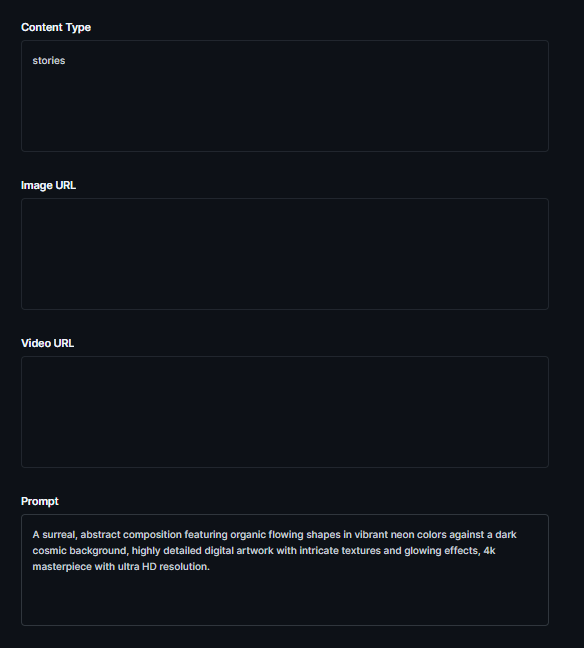 Content Type
stories
Image URL
Video URL
Prompt
A surreal, abstract composition featuring organic flowing shapes in vibrant neon colors against a dark
cosmic background, highly detailed digital artwork with intricate textures and glowing effects, 4k
masterpiece with ultra HD resolution.